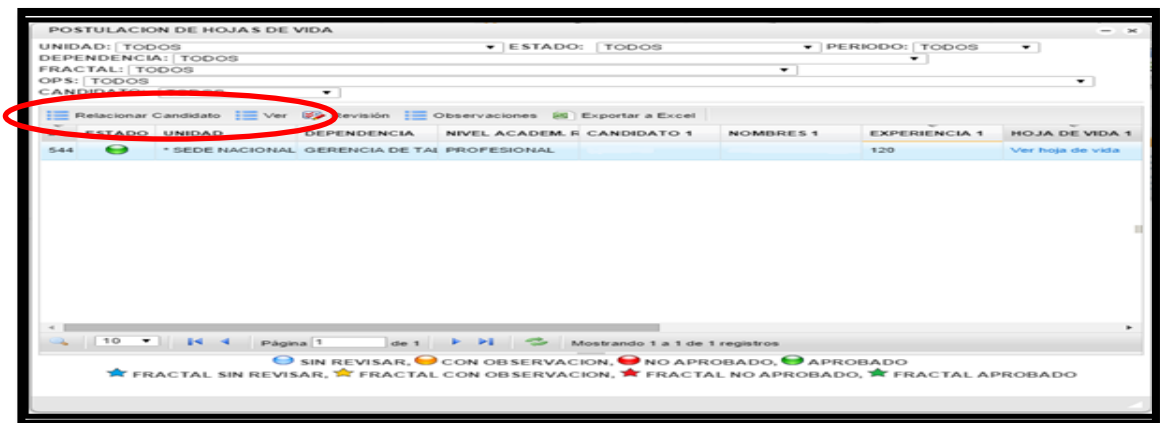 POSTULACION DE HOJAS DE VIDA
UNIDAD: TODOS ESTADO: TODOS PERIODO: TODOS
DEPENDENCIA: TODOS
FRACTAL: TODOS
OPS: TODOS
CANDIDATO: TODOS
Relacionar Candidato Ver Revisión Observaciones Exportar a Excel
ESTADO UNIDAD DEPENDENCIA NIVEL ACADEM. R CANDIDATO 1 NOMBRES 1 EXPERIENCIA 1 HOJA DE VIDA 1
544 * SEDE NACIONAL GERENCIA DE TAL PROFESIONAL 120 Ver hoja de vida
10 Página 1 de 1 Mostrando 1 a 1 de 1 registros
SIN REVISAR, CON OBSERVACION, NO APROBADO, APROBADO
FRACTAL SIN REVISAR, FRACTAL CON OBSERVACION, FRACTAL NO APROBADO, FRACTAL APROBADO